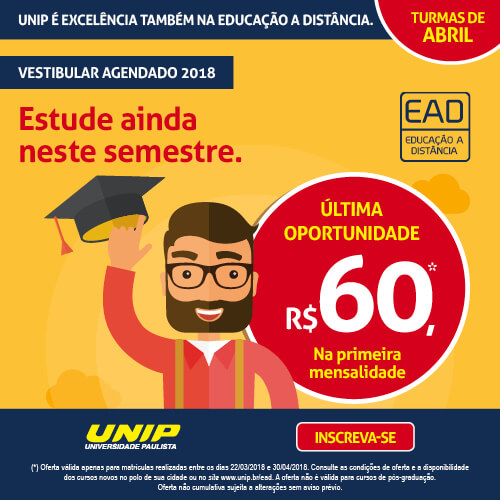 UNIP É EXCELÊNCIA TAMBÉM NA EDUCAÇÃO A DISTÂNCIA.
TURMAS DE
ABRIL
VESTIBULAR AGENDADO 2018
Estude ainda
neste semestre.
EAD
EDUCAÇÃO A
DISTÂNCIA
ÚLTIMA
OPORTUNIDADE
R$60,*
Na primeira
mensalidade
UNIP
UNIVERSIDADE PAULISTA
INSCREVA-SE
(*) Oferta válida apenas para matrículas realizadas entre os dias 22/03/2018 e 30/04/2018. Consulte as condições de oferta e a disponibilidade
dos cursos novos no polo de sua cidade ou no site www.unip.br/ead. A oferta não é válida para cursos de pós-graduação.
Oferta não cumulativa sujeita a alterações sem aviso prévio.